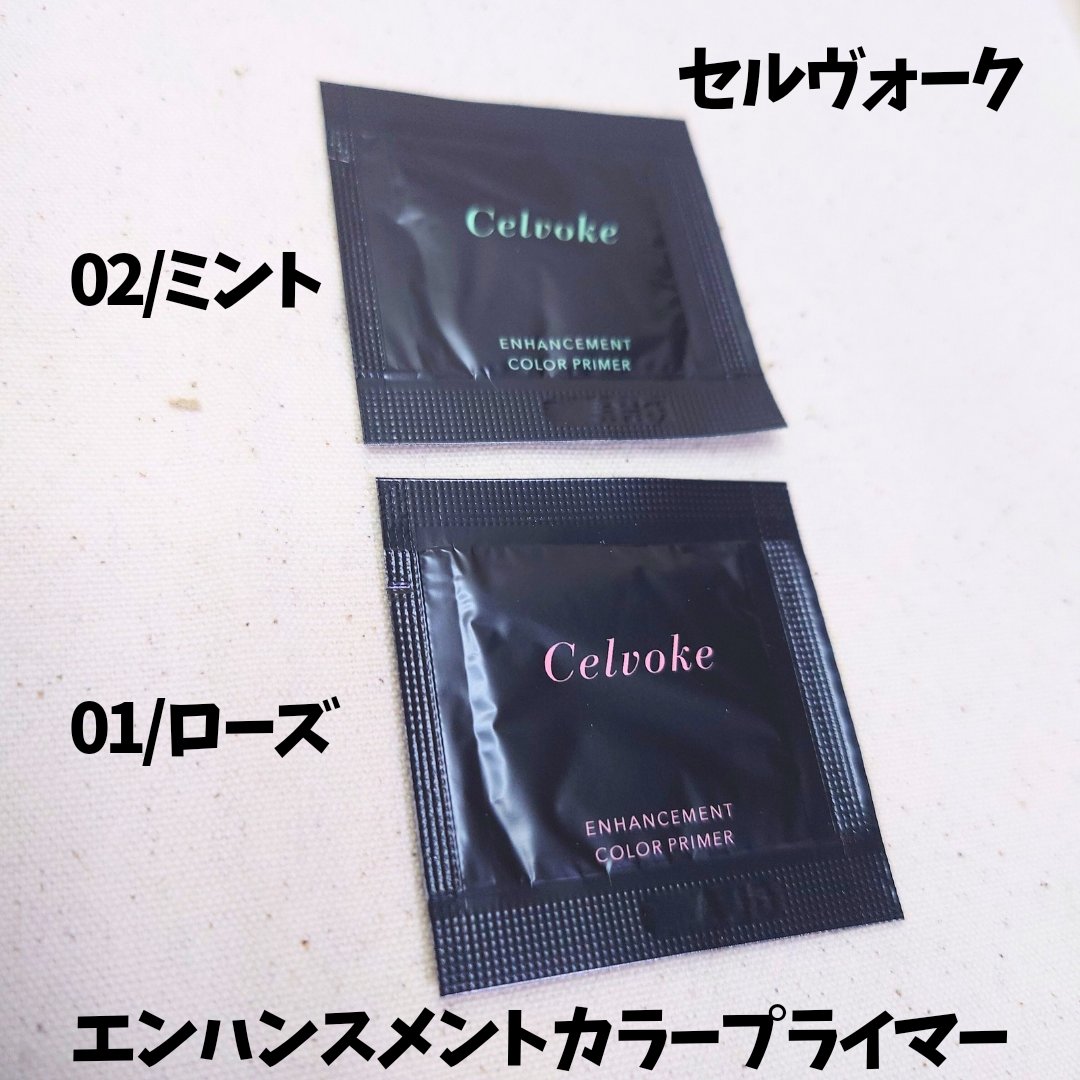 セルヴォーク
Celvoke
02/ミント
ENHANCEMENT
COLOR PRIMER
Celvoke
01/ローズ
ENHANCEMENT
COLOR PRIMER
エンハンスメントカラープライマー